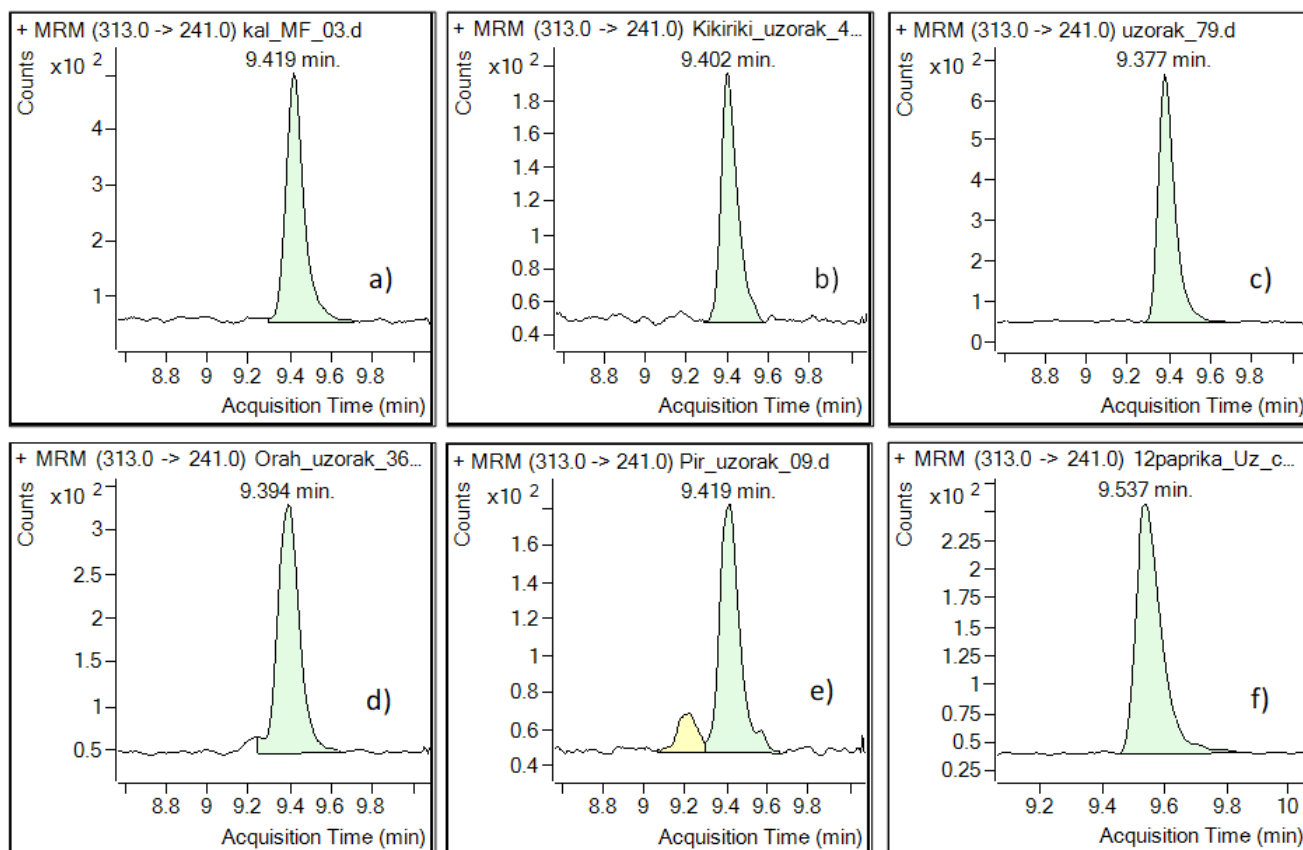 + MRM (313.0 -> 241.0) kal_MF_03.d
x10 2
9.419 min.
Counts
4
3
2
1
a)
8.8 9 9.2 9.4 9.6 9.8
Acquisition Time (min)
+ MRM (313.0 -> 241.0) Kikiriki_uzorak_4...
x10 2
9.402 min.
Counts
1.8
1.6
1.4
1.2
1
0.8
0.6
0.4
b)
8.8 9 9.2 9.4 9.6 9.8
Acquisition Time (min)
+ MRM (313.0 -> 241.0) uzorak_79.d
x10 2
9.377 min.
Counts
6
5
4
3
2
1
0
c)
8.8 9 9.2 9.4 9.6 9.8
Acquisition Time (min)
+ MRM (313.0 -> 241.0) Orah_uzorak_36...
x10 2
9.394 min.
Counts
3
2.5
2
1.5
1
0.5
d)
8.8 9 9.2 9.4 9.6 9.8
Acquisition Time (min)
+ MRM (313.0 -> 241.0) Pir_uzorak_09.d
x10 2
9.419 min.
Counts
1.6
1.4
1.2
1
0.8
0.6
0.4
e)
8.8 9 9.2 9.4 9.6 9.8
Acquisition Time (min)
+ MRM (313.0 -> 241.0) 12paprika_Uz_c...
x10 2
9.537 min.
Counts
2.25
2
1.75
1.5
1.25
1
0.75
0.5
0.25
f)
9.2 9.4 9.6 9.8 10
Acquisition Time (min)